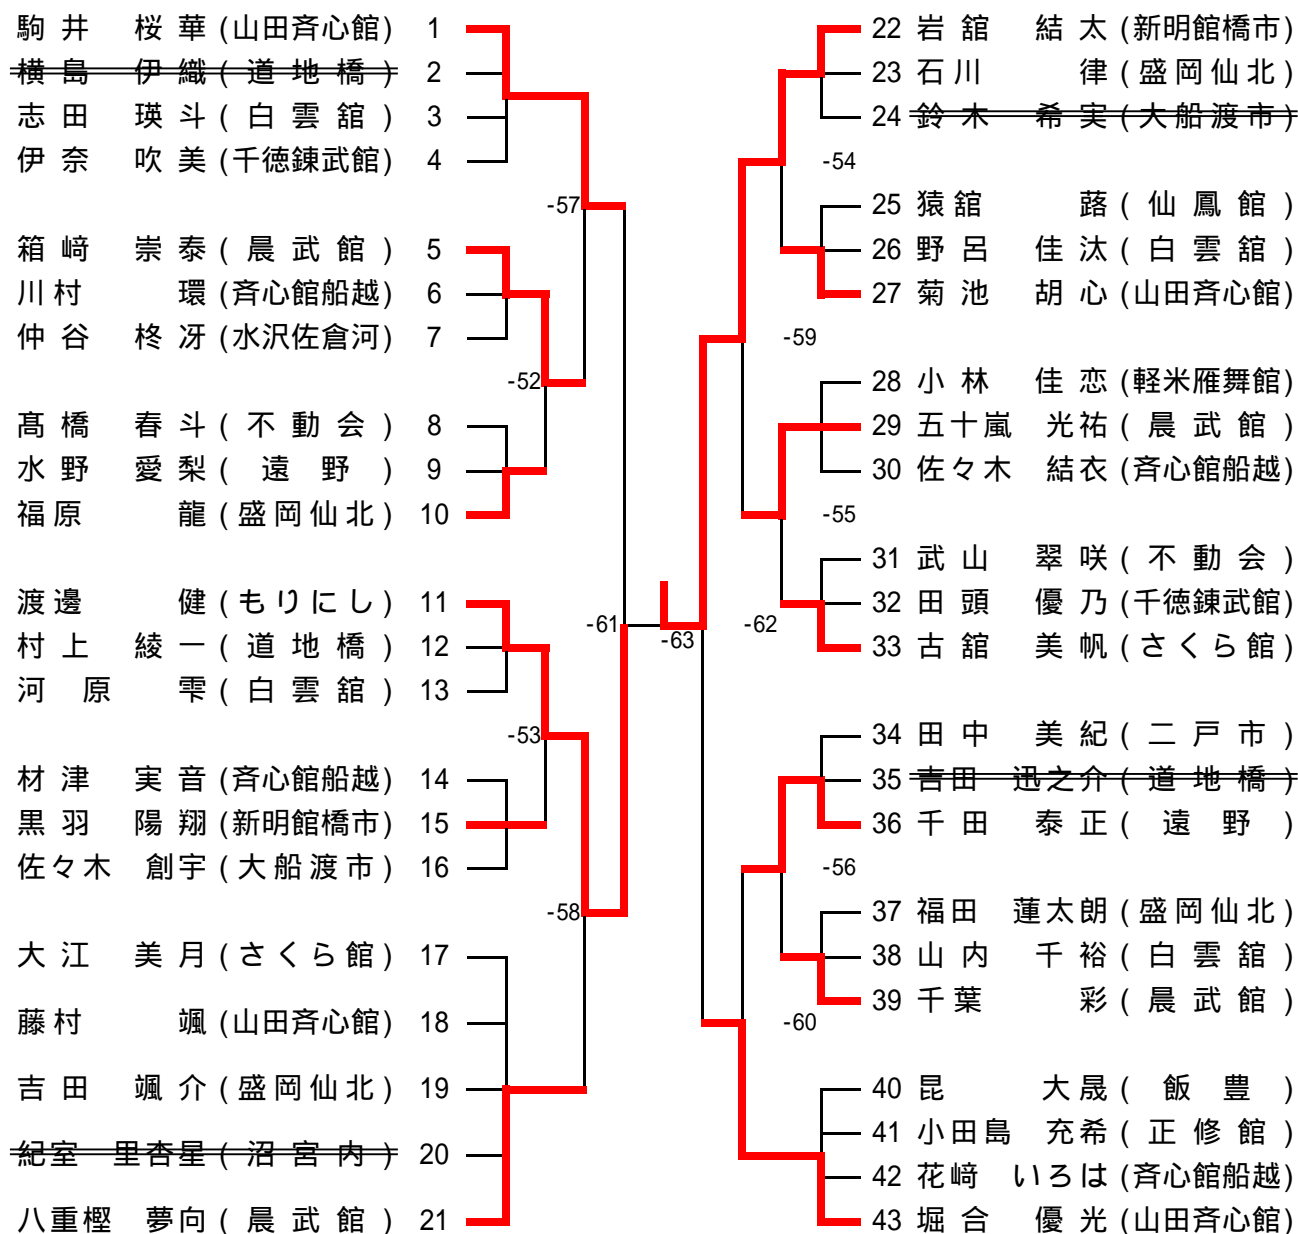 駒井 桜華 (山田斉心館) 1
横島 伊織 (道地橋) 2
志田 瑛斗 (白雲舘) 3
伊奈 吹美 (千徳錬武館) 4
-57
箱﨑 崇泰 (晨武館) 5
川村 環 (斉心館船越) 6
仲谷 柊冴 (水沢佐倉河) 7
-52
髙橋 春斗 (不動会) 8
水野 愛梨 (遠野) 9
福原 龍 (盛岡仙北) 10
渡邊 健 (もりにし) 11
村上 綾一 (道地橋) 12
河原 雫 (白雲舘) 13
-61
-53
材津 実音 (斉心館船越) 14
黒羽 陽翔 (新明館橋市) 15
佐々木 創宇 (大船渡市) 16
-58
大江 美月 (さくら館) 17
藤村 颯 (山田斉心館) 18
吉田 颯介 (盛岡仙北) 19
紀室 里杏星 (沼宮内) 20
八重樫 夢向 (晨武館) 21
-63
22 岩舘 結太 (新明館橋市)
23 石川 律 (盛岡仙北)
24 鈴木 希実 (大船渡市)
-54
25 猿舘 蕗 (仙鳳館)
26 野呂 佳汰 (白雲舘)
27 菊池 胡心 (山田斉心館)
-59
28 小林 佳恋 (軽米雁舞館)
29 五十嵐 光祐 (晨武館)
30 佐々木 結衣 (斉心館船越)
-55
31 武山 翠咲 (不動会)
32 田頭 優乃 (千徳錬武館)
33 古舘 美帆 (さくら館)
-62
34 田中 美紀 (二戸市)
35 吉田 迅之介 (道地橋)
36 千田 泰正 (遠野)
-56
37 福田 蓮太朗 (盛岡仙北)
38 山内 千裕 (白雲舘)
39 千葉 彩 (晨武館)
-60
40 昆 大晟 (飯豊)
41 小田島 充希 (正修館)
42 花﨑 いろは (斉心館船越)
43 堀合 優光 (山田斉心館)